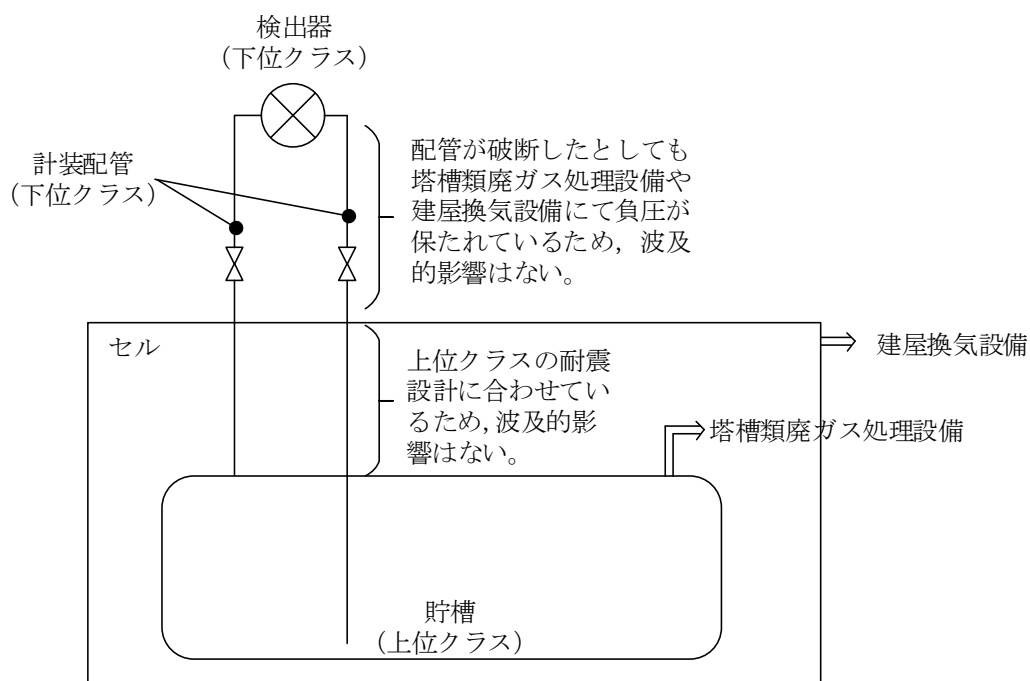 検出器
（下位クラス）
計装配管
（下位クラス）
配管が破断したとしても
塔槽類廃ガス処理設備や
建屋換気設備にて負圧が
保たれているため，波及
的影響はない。
セル
建屋換気設備
上位クラスの耐震
設計に合わせてい
るため,波及的影
響はない。
塔槽類廃ガス処理設備
貯槽
（上位クラス）